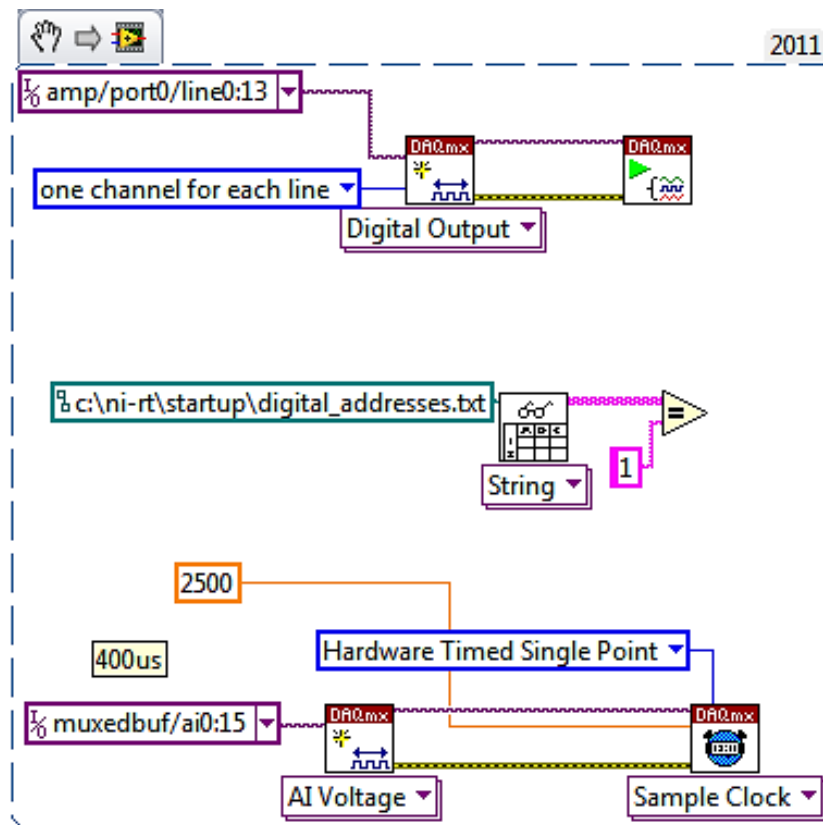 2011
amp/port0/line0:13
DAQmx DAQmx
one channel for each line
Digital Output
c:\ni-rt\startup\digital_addresses.txt
String
1
2500
Hardware Timed Single Point
400us
muxedbuf/ai0:15
DAQmx DAQmx
AI Voltage
Sample Clock